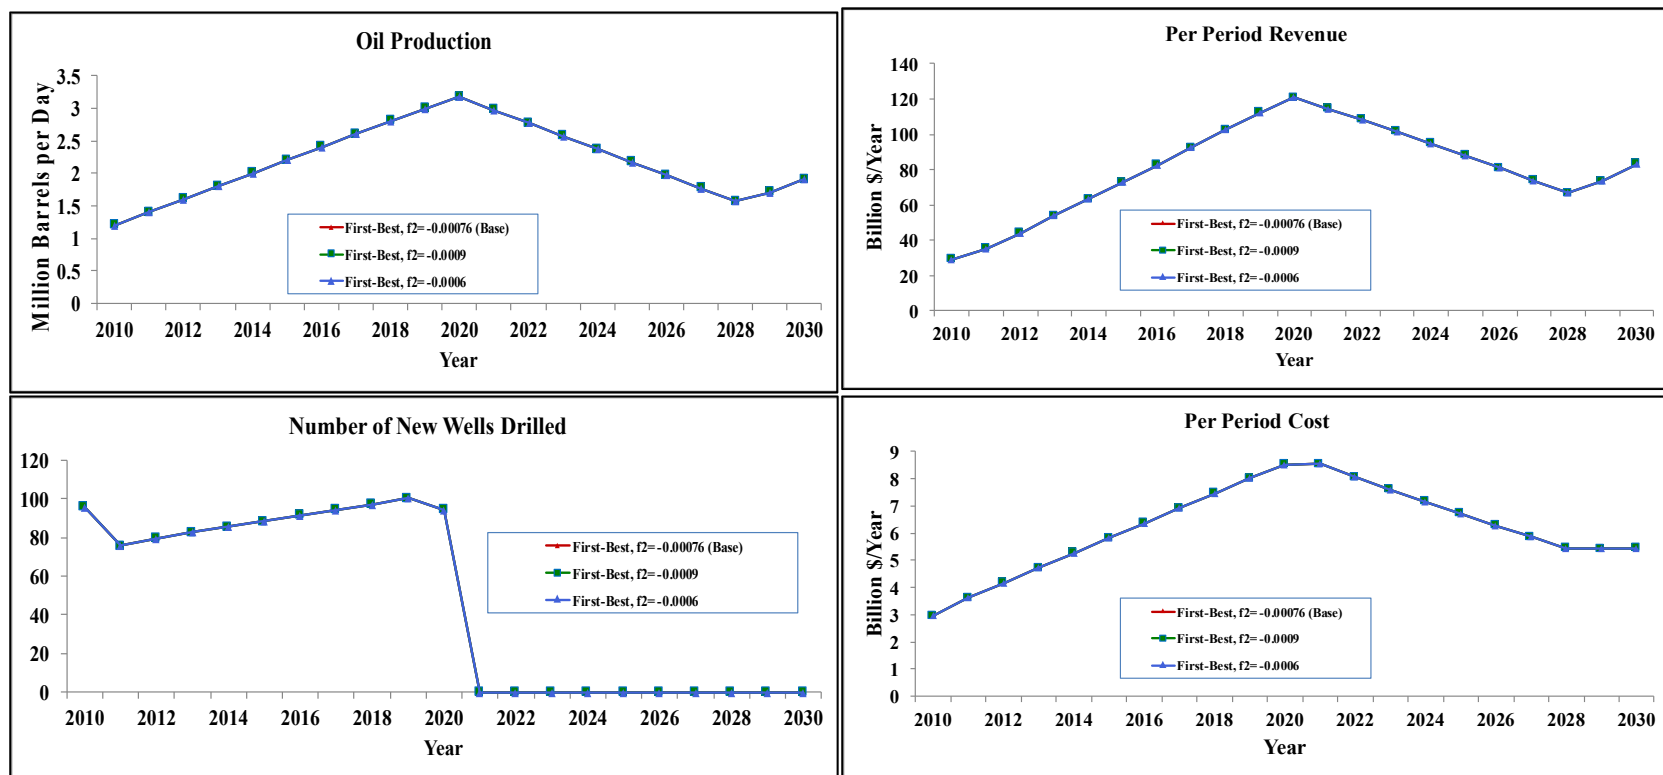 Oil Production
Million Barrels per Day
3.5
3
2.5
2
1.5
1
0.5
0
First-Best, f2= -0.00076 (Base)
First-Best, f2= -0.0009
First-Best, f2= -0.0006
2010 2012 2014 2016 2018 2020 2022 2024 2026 2028 2030
Year
Per Period Revenue
Billion $/Year
140
120
100
80
60
40
20
0
First-Best, f2= -0.00076 (Base)
First-Best, f2= -0.0009
First-Best, f2= -0.0006
2010 2012 2014 2016 2018 2020 2022 2024 2026 2028 2030
Year
Number of New Wells Drilled
120
100
80
60
40
20
0
First-Best, f2= -0.00076 (Base)
First-Best, f2= -0.0009
First-Best, f2= -0.0006
2010 2012 2014 2016 2018 2020 2022 2024 2026 2028 2030
Year
Per Period Cost
Billion $/Year
9
8
7
6
5
4
3
2
1
0
First-Best, f2= -0.00076 (Base)
First-Best, f2= -0.0009
First-Best, f2= -0.0006
2010 2012 2014 2016 2018 2020 2022 2024 2026 2028 2030
Year